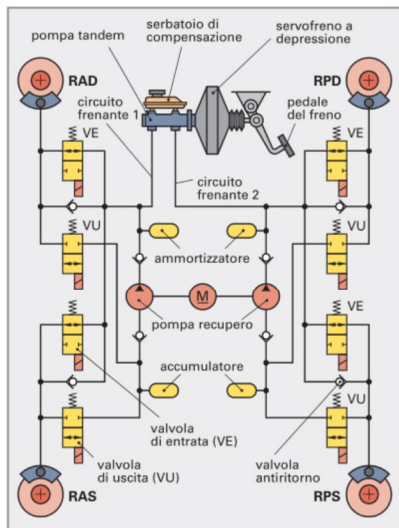 serbatoio di
compensazione
servofreno a
depressione
pompa tandem
RAD
RPD
circuito
frenante 1
pedale
del freno
VE
VE
circuito
frenante 2
VU
VU
ammortizzatore
M
pompa recupero
VE
VE
accumulatore
VU
VU
valvola
di entrata (VE)
valvola
di uscita (VU)
valvola
antiritorno
RAS
RPS